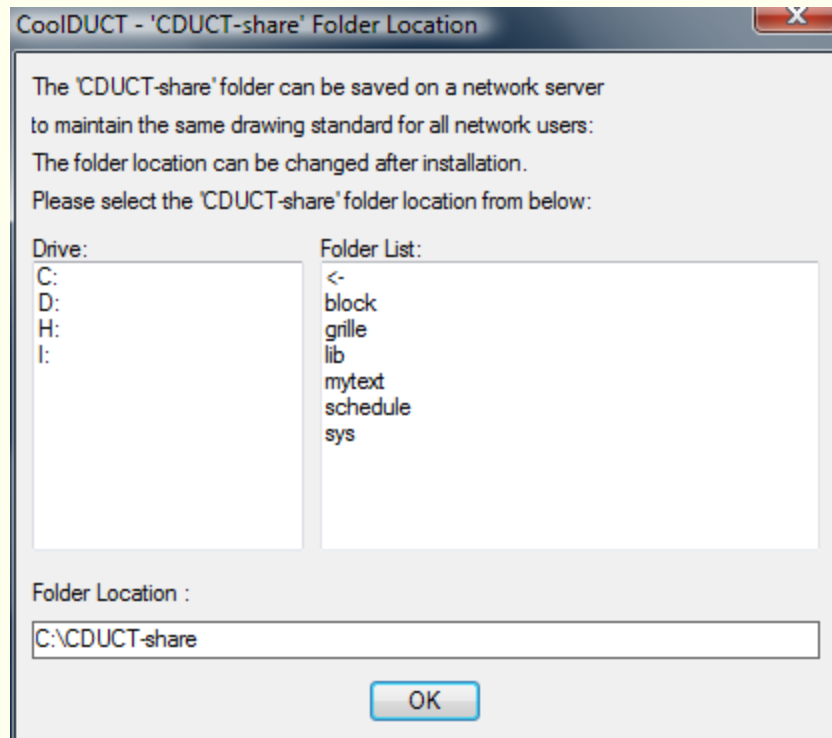 CoolDUCT - 'CDUCT-share' Folder Location
X
The 'CDUCT-share' folder can be saved on a network server
to maintain the same drawing standard for all network users:
The folder location can be changed after installation.
Please select the 'CDUCT-share' folder location from below:
Drive:
C:
D:
H:
I:
Folder List:
<-
block
grille
lib
mytext
schedule
sys
Folder Location :
C:\CDUCT-share
OK